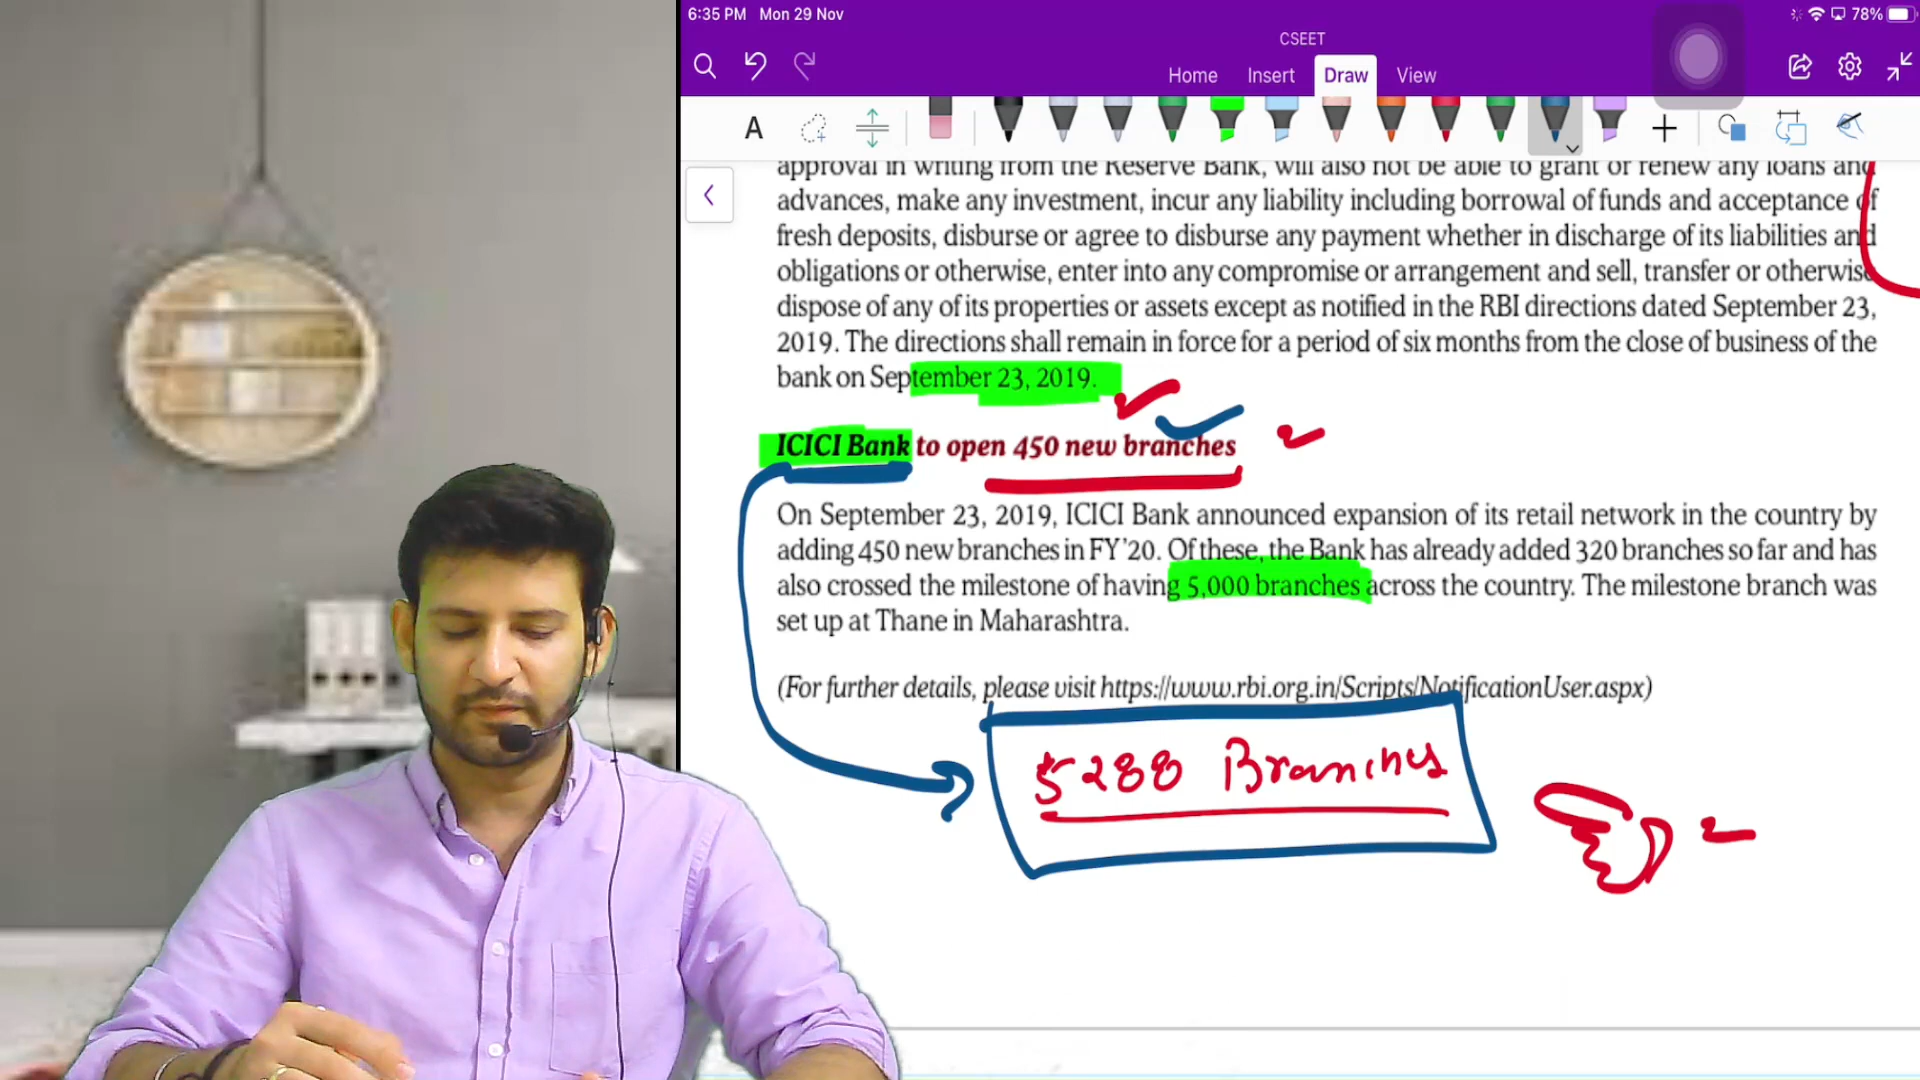 6:35 PM Mon 29 Nov
78%
CSEET
Home Insert Draw View
A
approval in writing from the Reserve Bank, will also not be able to grant or renew any loans and
advances, make any investment, incur any liability including borrowal of funds and acceptance of
fresh deposits, disburse or agree to disburse any payment whether in discharge of its liabilities and
obligations or otherwise, enter into any compromise or arrangement and sell, transfer or otherwise
dispose of any of its properties or assets except as notified in the RBI directions dated September 23,
2019. The directions shall remain in force for a period of six months from the close of business of the
bank on September 23, 2019.
ICICI Bank to open 450 new branches
On September 23, 2019, ICICI Bank announced expansion of its retail network in the country by
adding 450 new branches in FY'20. Of these, the Bank has already added 320 branches so far and has
also crossed the milestone of having 5,000 branches across the country. The milestone branch was
set up at Thane in Maharashtra.
(For further details, please visit https://www.rbi.org.in/Scripts/NotificationUser.aspx)
5288 Branches